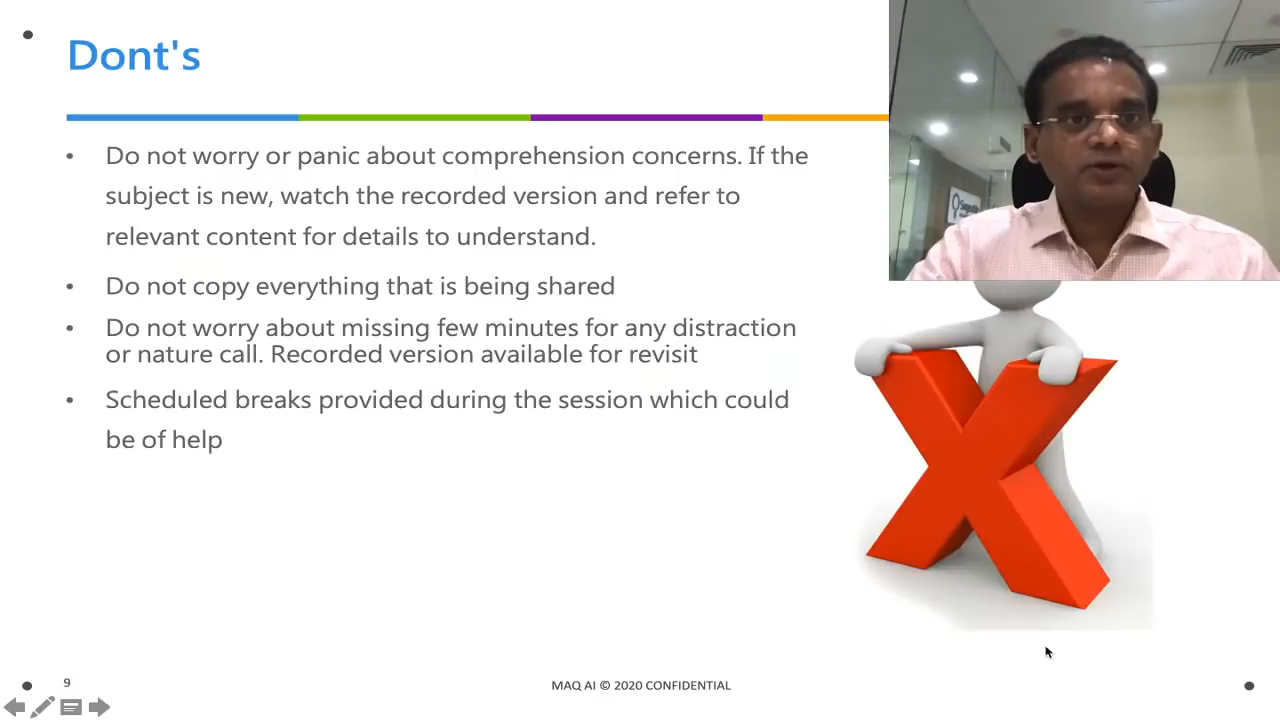 Dont's
• Do not worry or panic about comprehension concerns. If the
subject is new, watch the recorded version and refer to
relevant content for details to understand.
• Do not copy everything that is being shared
• Do not worry about missing few minutes for any distraction
or nature call. Recorded version available for revisit
• Scheduled breaks provided during the session which could
be of help
9
MAQ AI © 2020 CONFIDENTIAL